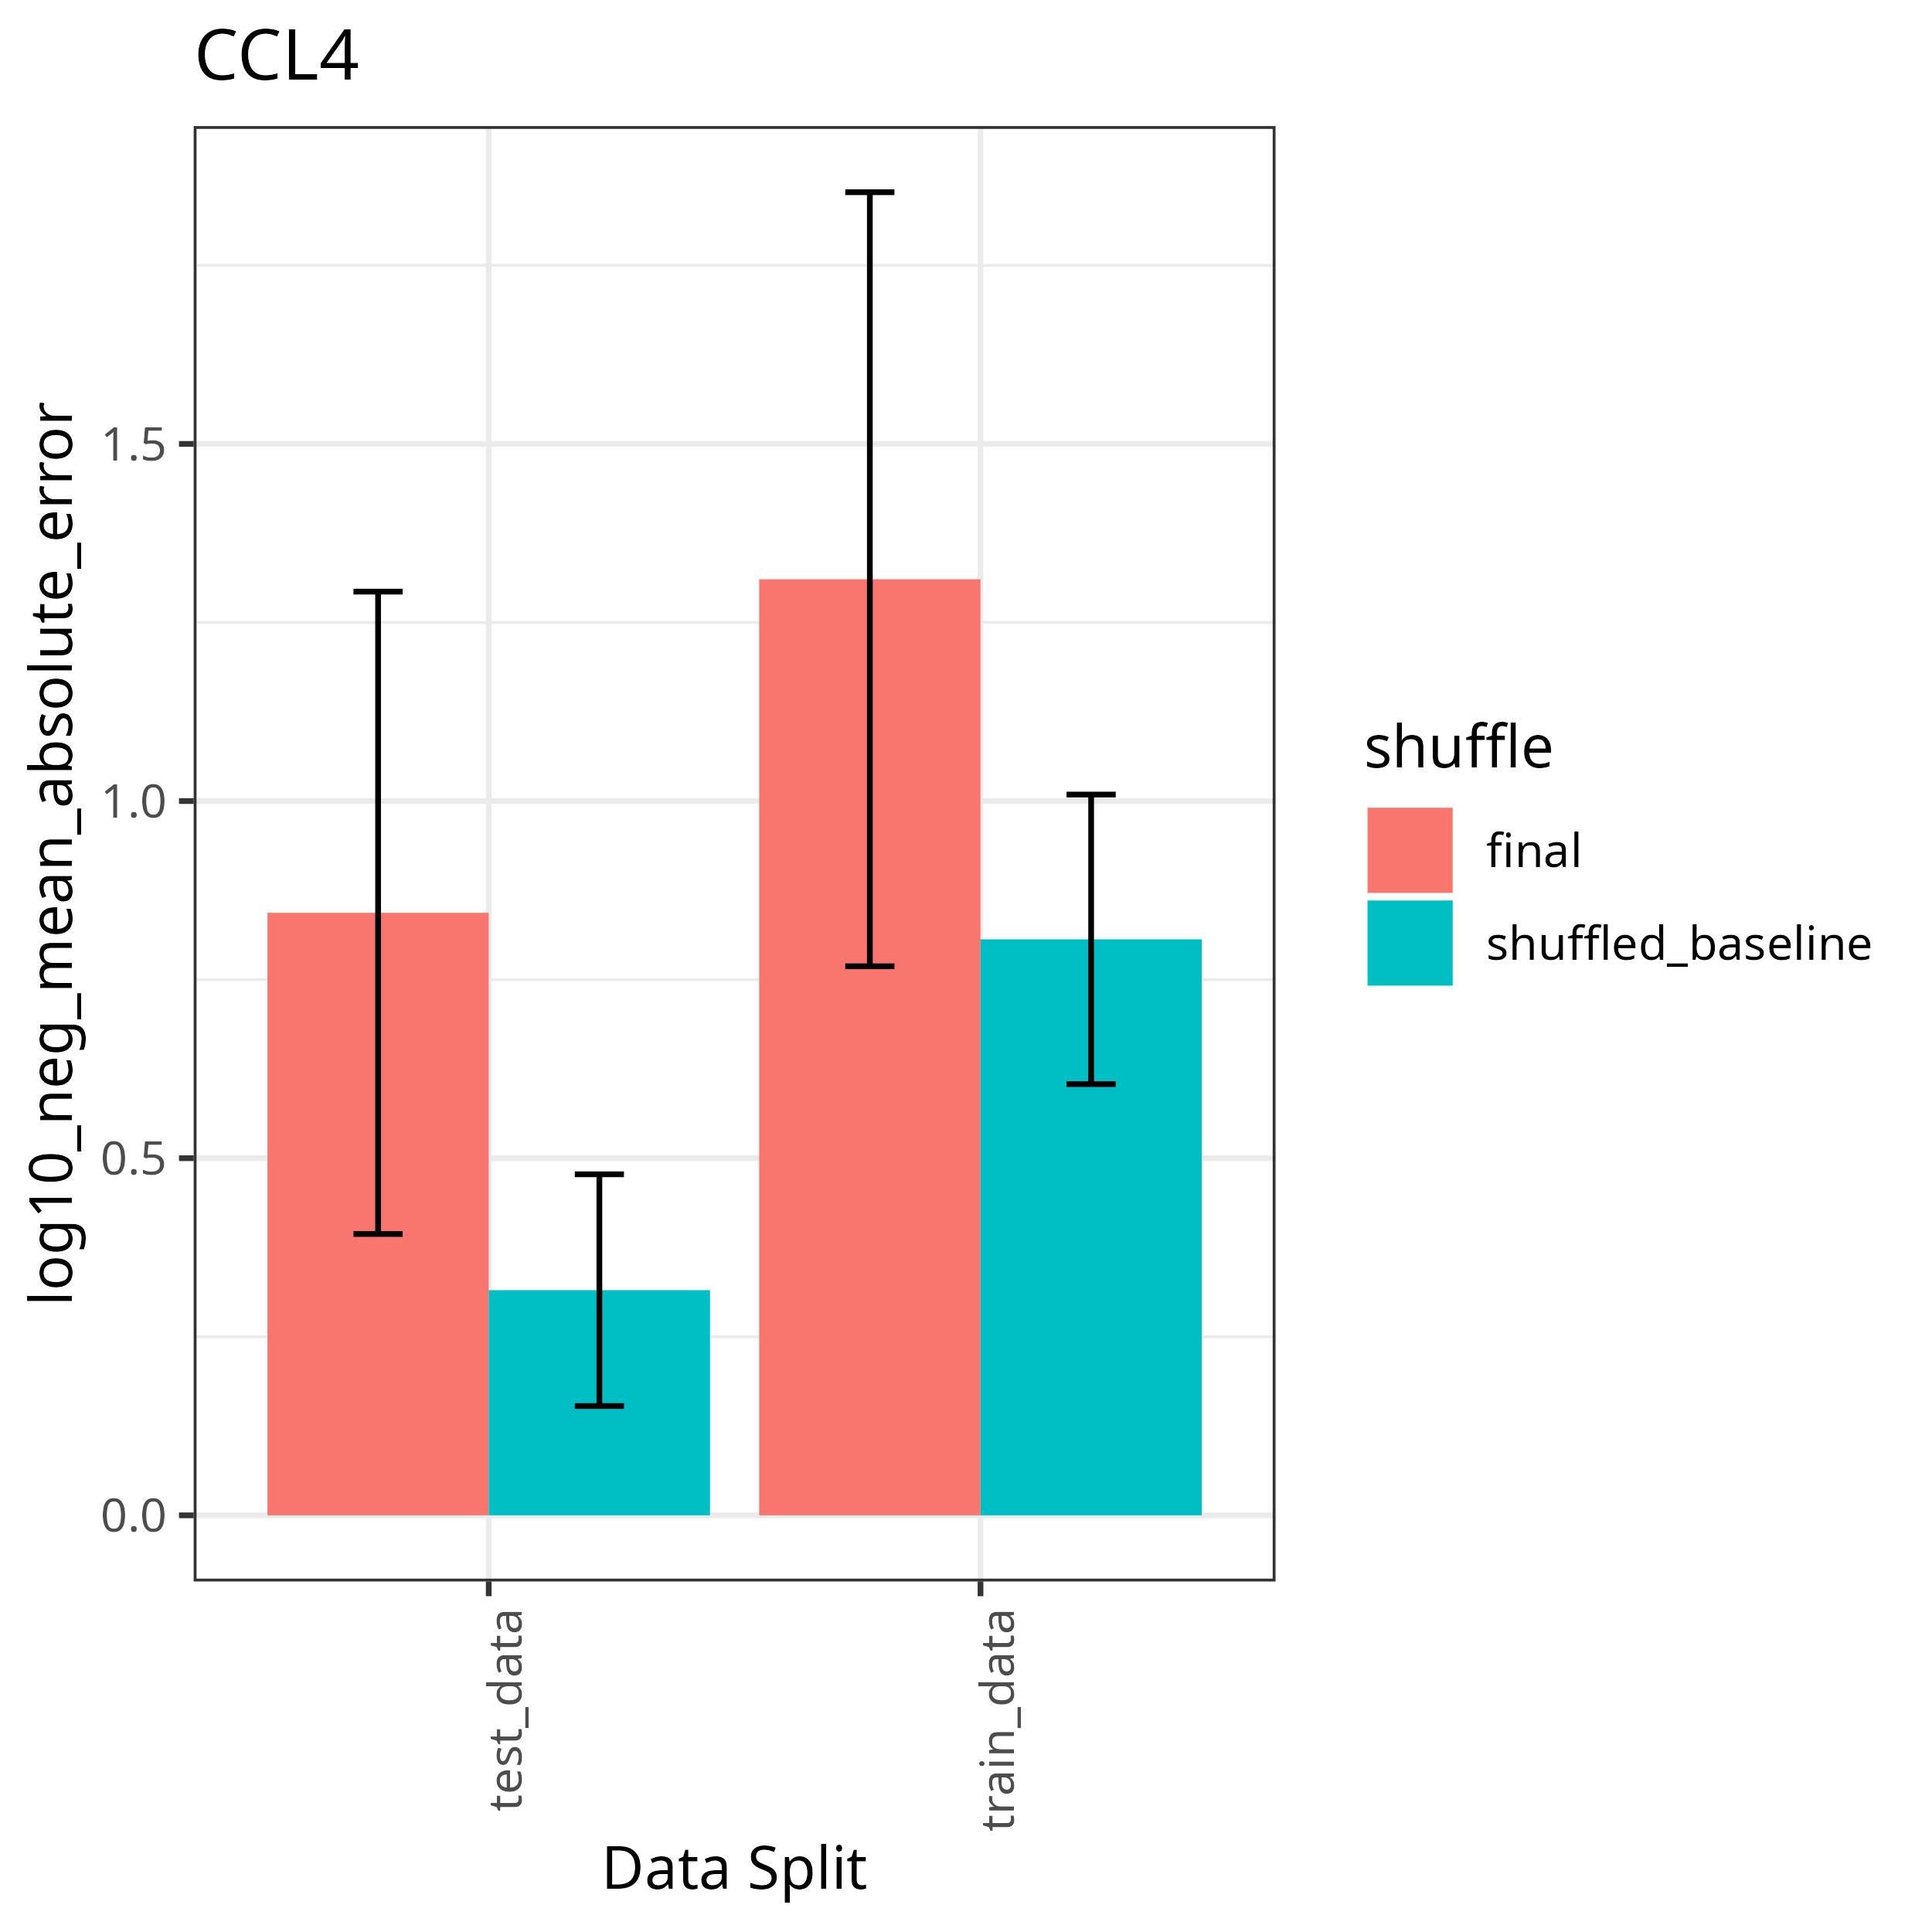 CCL4
log10_neg_mean_absolute_error
1.5
1.0
0.5
0.0
test_data
train_data
Data Split
shuffle
final
shuffled_baseline